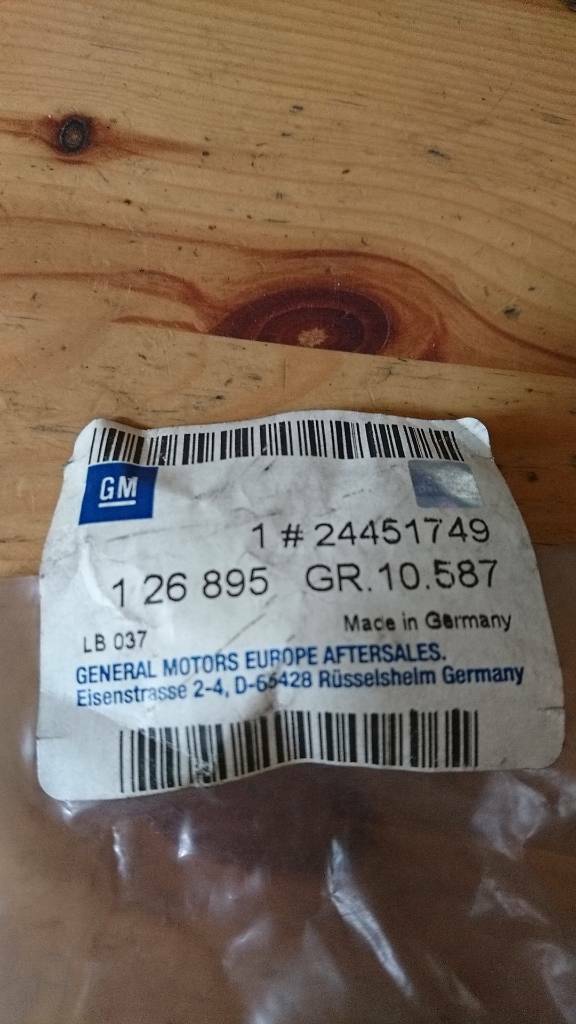 GM
1 # 24451749
1 26 895 GR.10.587
Made in Germany
LB 037
GENERAL MOTORS EUROPE AFTERSALES.
Eisenstrasse 2-4, D-65428 Rüsselsheim Germany